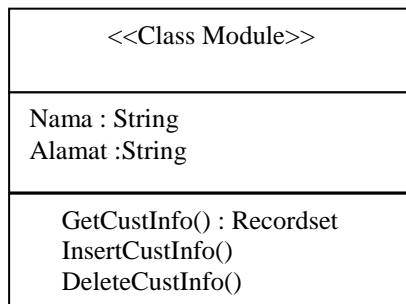 <<Class Module>>
Nama : String
Alamat :String
GetCustInfo() : Recordset
InsertCustInfo()
DeleteCustInfo()